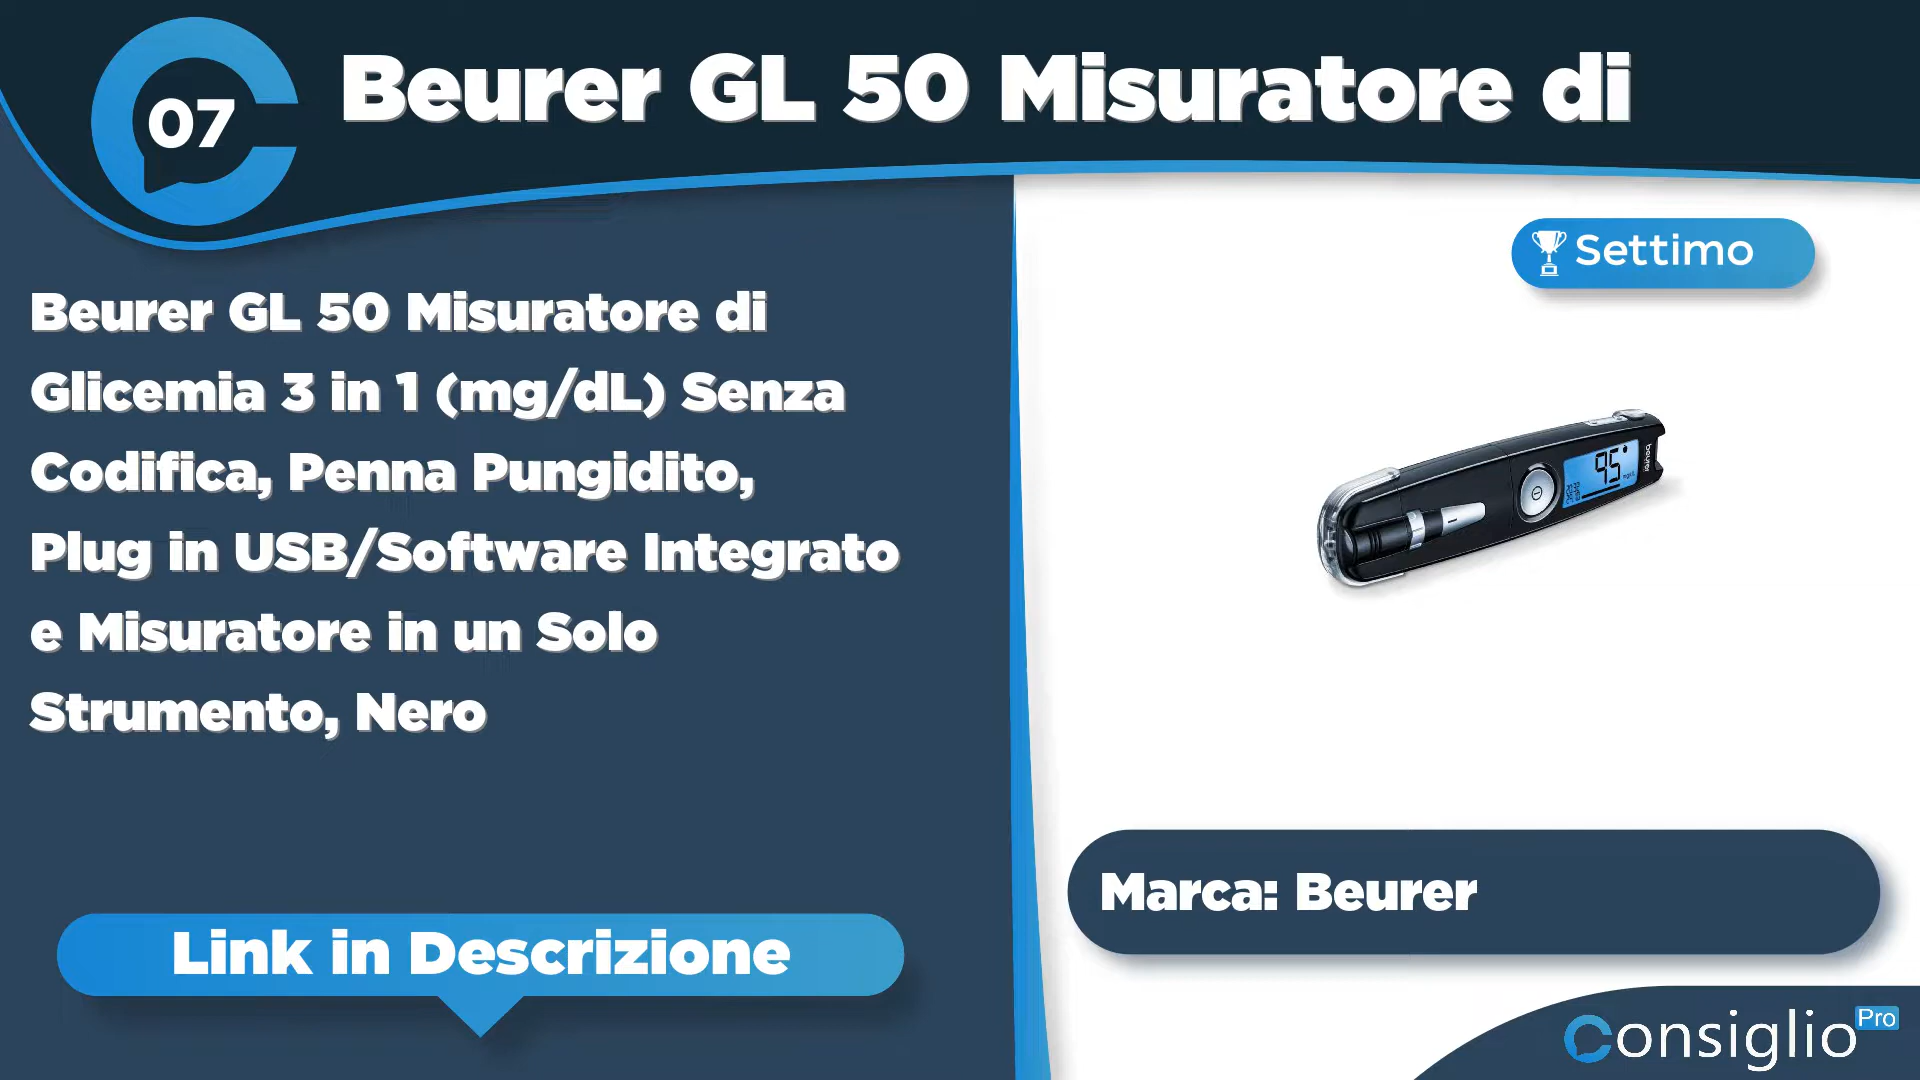 07
Beurer GL 50 Misuratore di
Settimo
Beurer GL 50 Misuratore di
Glicemia 3 in 1 (mg/dL) Senza
Codifica, Penna Pungidito,
Plug in USB/Software Integrato
e Misuratore in un Solo
Strumento, Nero
95
beurer
Marca: Beurer
Link in Descrizione
Consiglio Pro